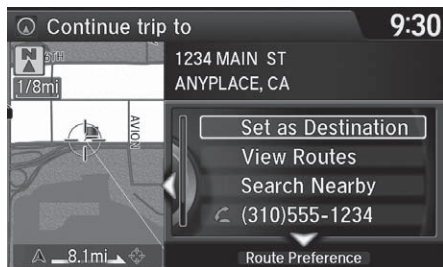 Continue trip to
9:30
N
6TH
1/8mi
AVION
8.1mi
1234 MAIN ST
ANYPLACE, CA
Set as Destination
View Routes
Search Nearby
(310)555-1234
Route Preference